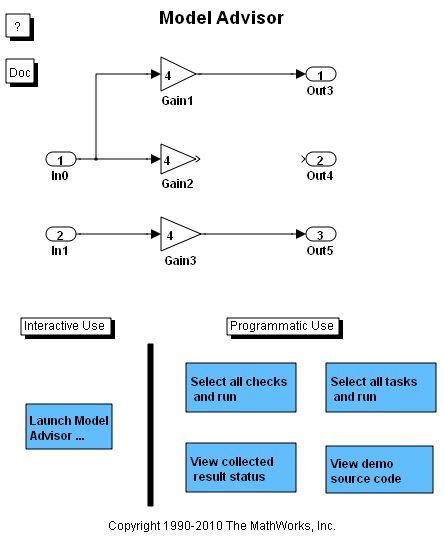 Model Advisor
?
Doc
4
1
Gain1
Out3
1
4
2
In0
Gain2
Out4
2
4
3
In1
Gain3
Out5
Interactive Use
Programmatic Use
Select all checks
and run
Select all tasks
and run
Launch Model
Advisor ...
View collected
result status
View demo
source code
Copyright 1990-2010 The MathWorks, Inc.